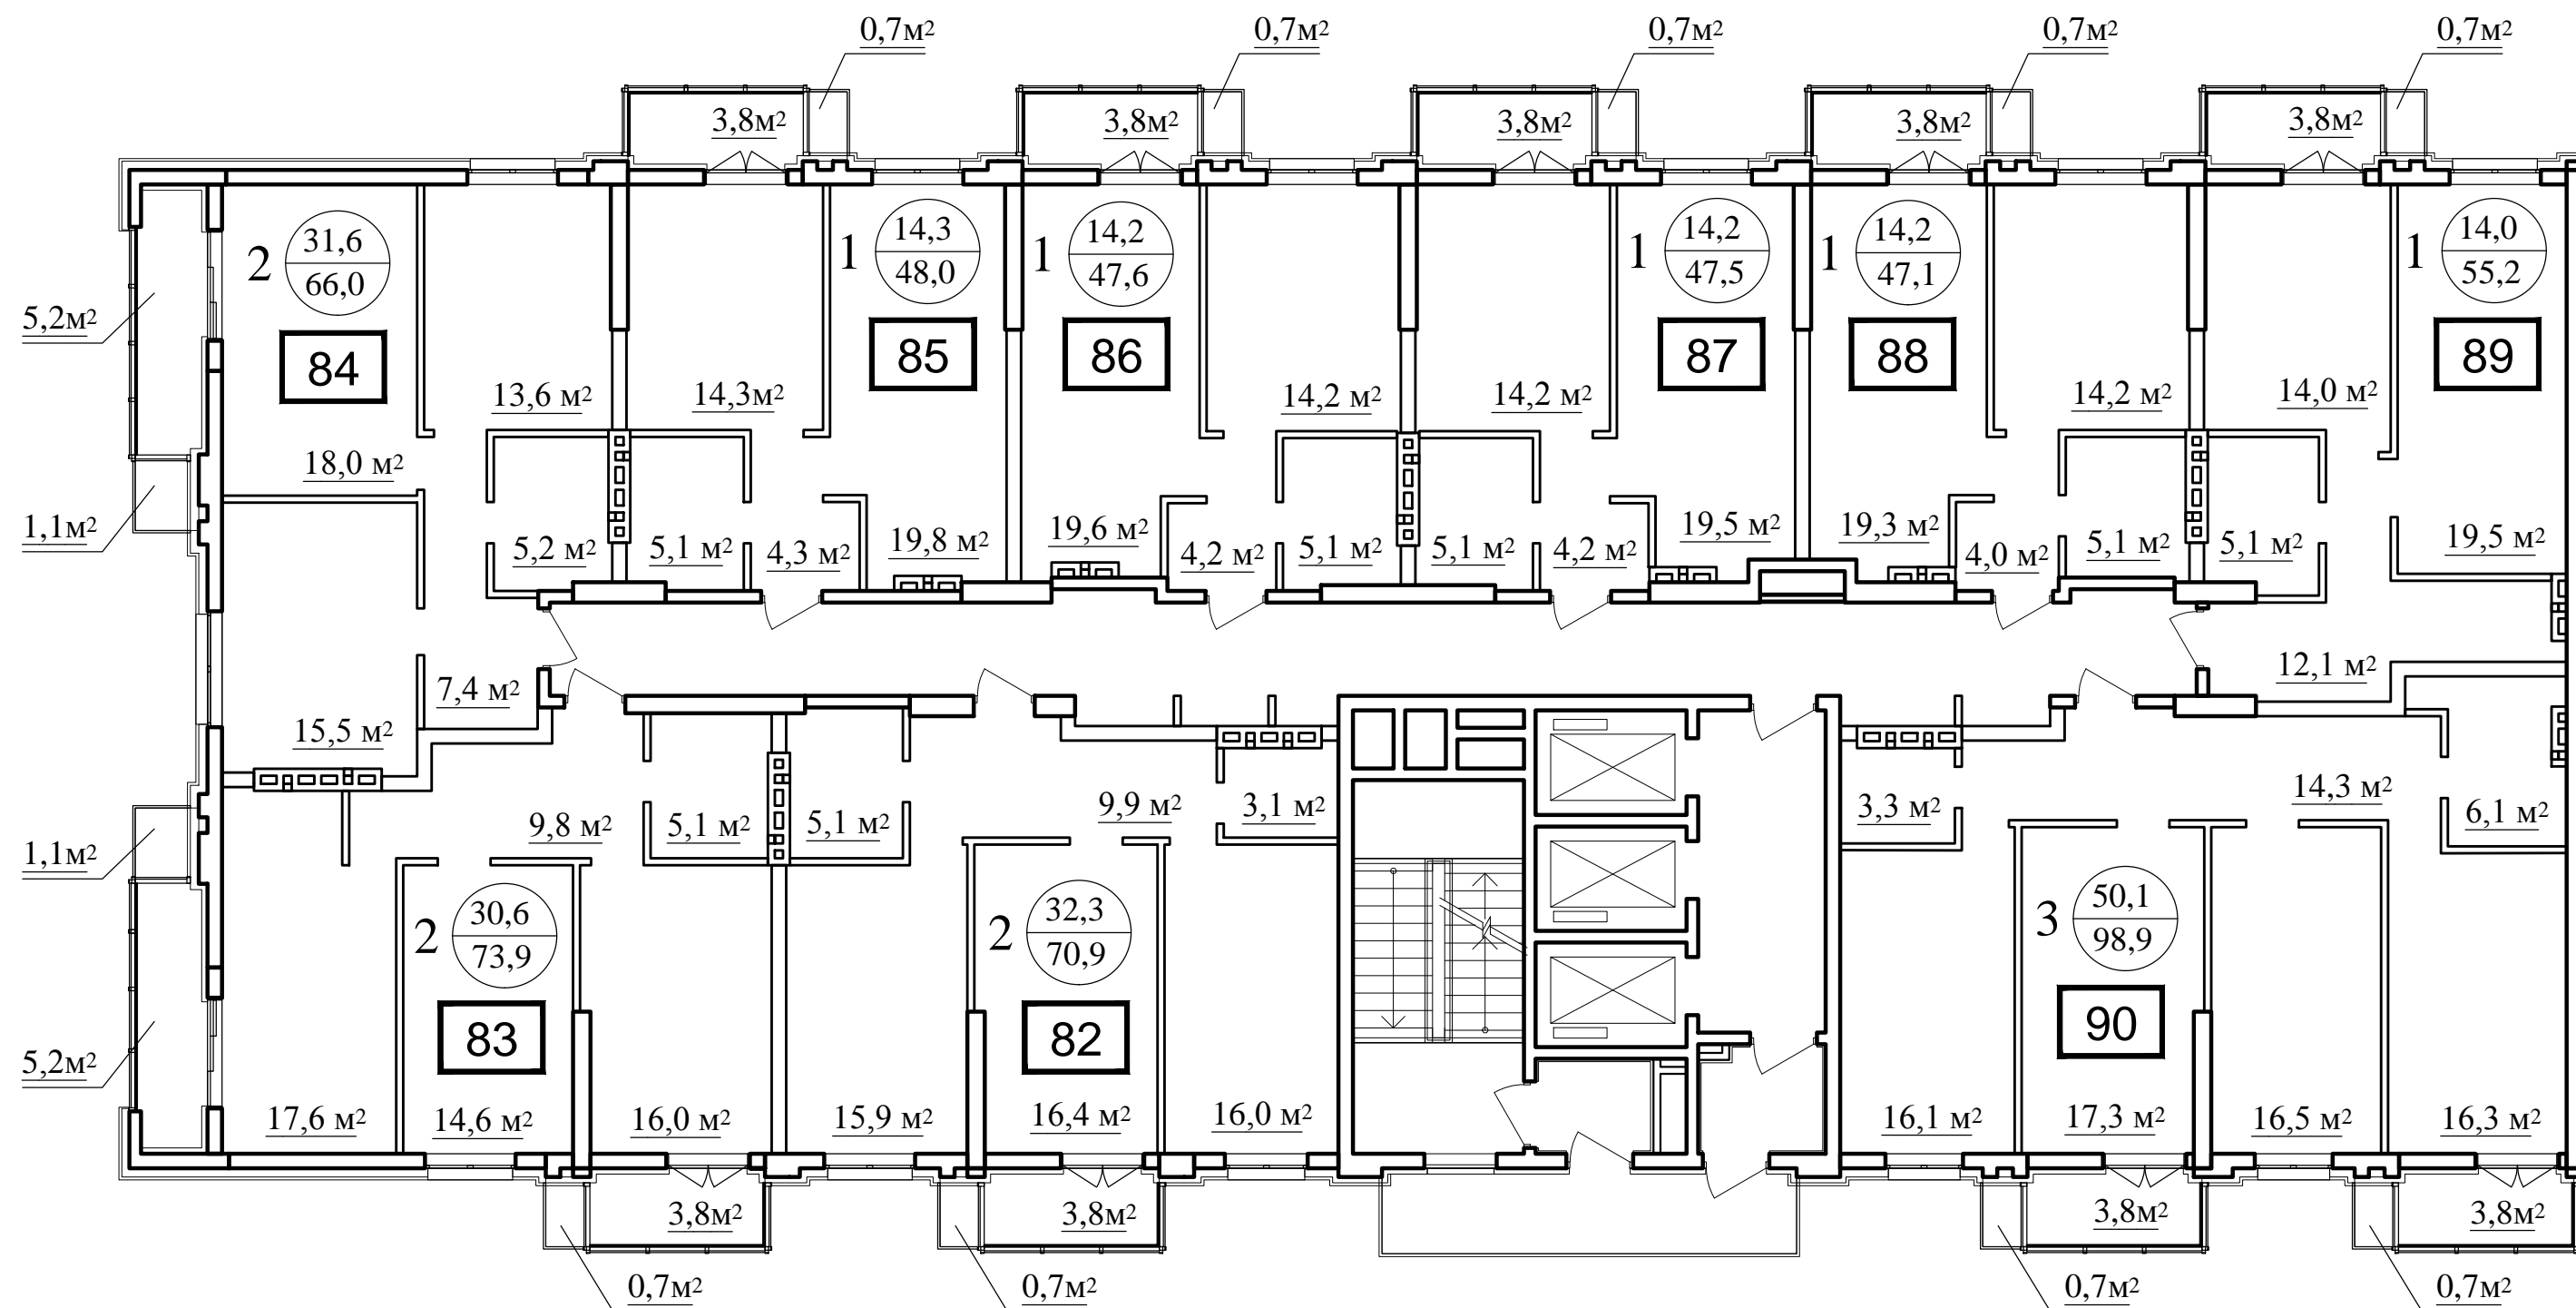 0,7м² 0,7м² 0,7м² 0,7м² 0,7м²
3,8м² 3,8м² 3,8м² 3,8м² 3,8м²
2 31,6 66,0
1 14,3 48,0
1 14,2 47,6
1 14,2 47,5
1 14,2 47,1
1 14,0 55,2
5,2м²
84 85 86 87 88 89
13,6 м² 14,3м² 14,2 м² 14,2 м² 14,2 м² 14,0 м²
18,0 м²
1,1м²
5,2 м² 5,1 м² 4,3 м² 19,8 м² 19,6 м² 4,2 м² 5,1 м² 5,1 м² 4,2 м² 19,5 м² 19,3 м² 4,0 м² 5,1 м² 5,1 м² 19,5 м²
7,4 м² 12,1 м²
15,5 м²
1,1м²
9,8 м² 5,1 м² 5,1 м² 9,9 м² 3,1 м² 3,3 м² 14,3 м² 6,1 м²
2 30,6 73,9
2 32,3 70,9
3 50,1 98,9
83 82 90
5,2м²
17,6 м² 14,6 м² 16,0 м² 15,9 м² 16,4 м² 16,0 м² 16,1 м² 17,3 м² 16,5 м² 16,3 м²
3,8м² 3,8м² 3,8м² 3,8м²
0,7м² 0,7м² 0,7м² 0,7м²